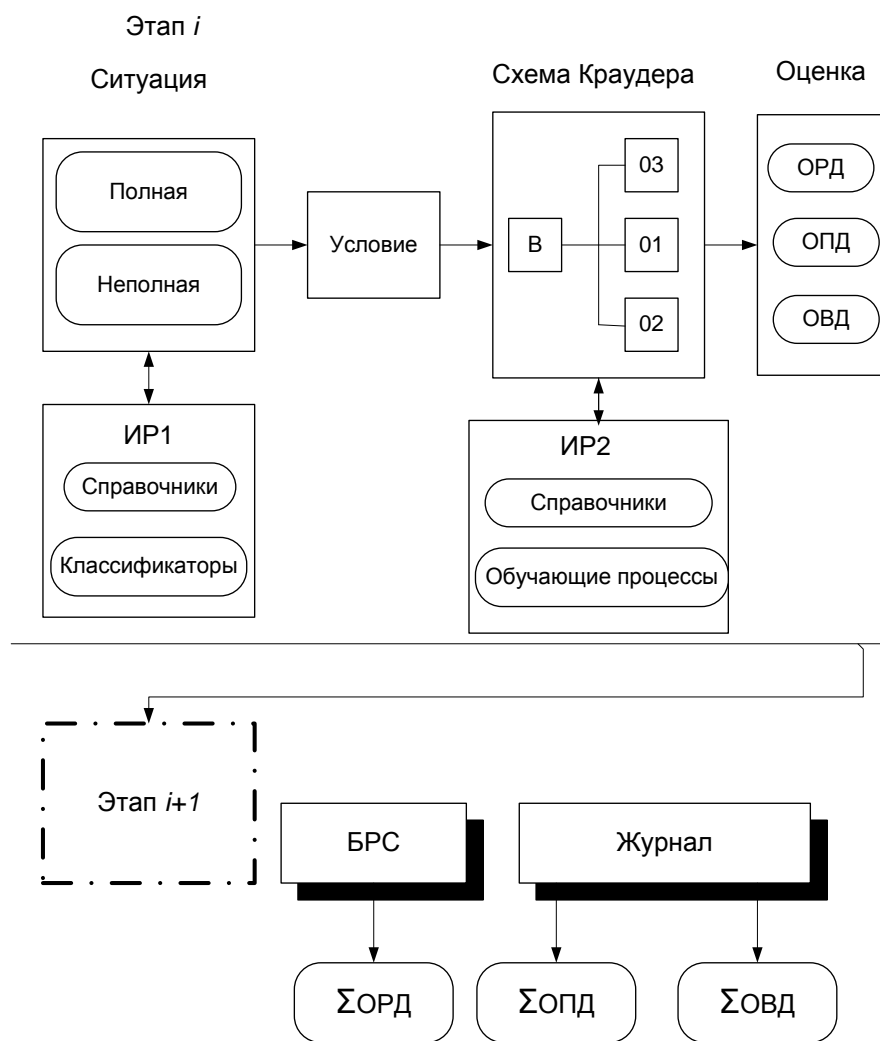 Этап i
Ситуация
Схема Краудера
Оценка
Полная
Неполная
Условие
В
03
01
02
ОРД
ОПД
ОВД
ИР1
Справочники
Классификаторы
ИР2
Справочники
Обучающие процессы
Этап i+1
БРС
Журнал
ΣОРД
ΣОПД
ΣОВД